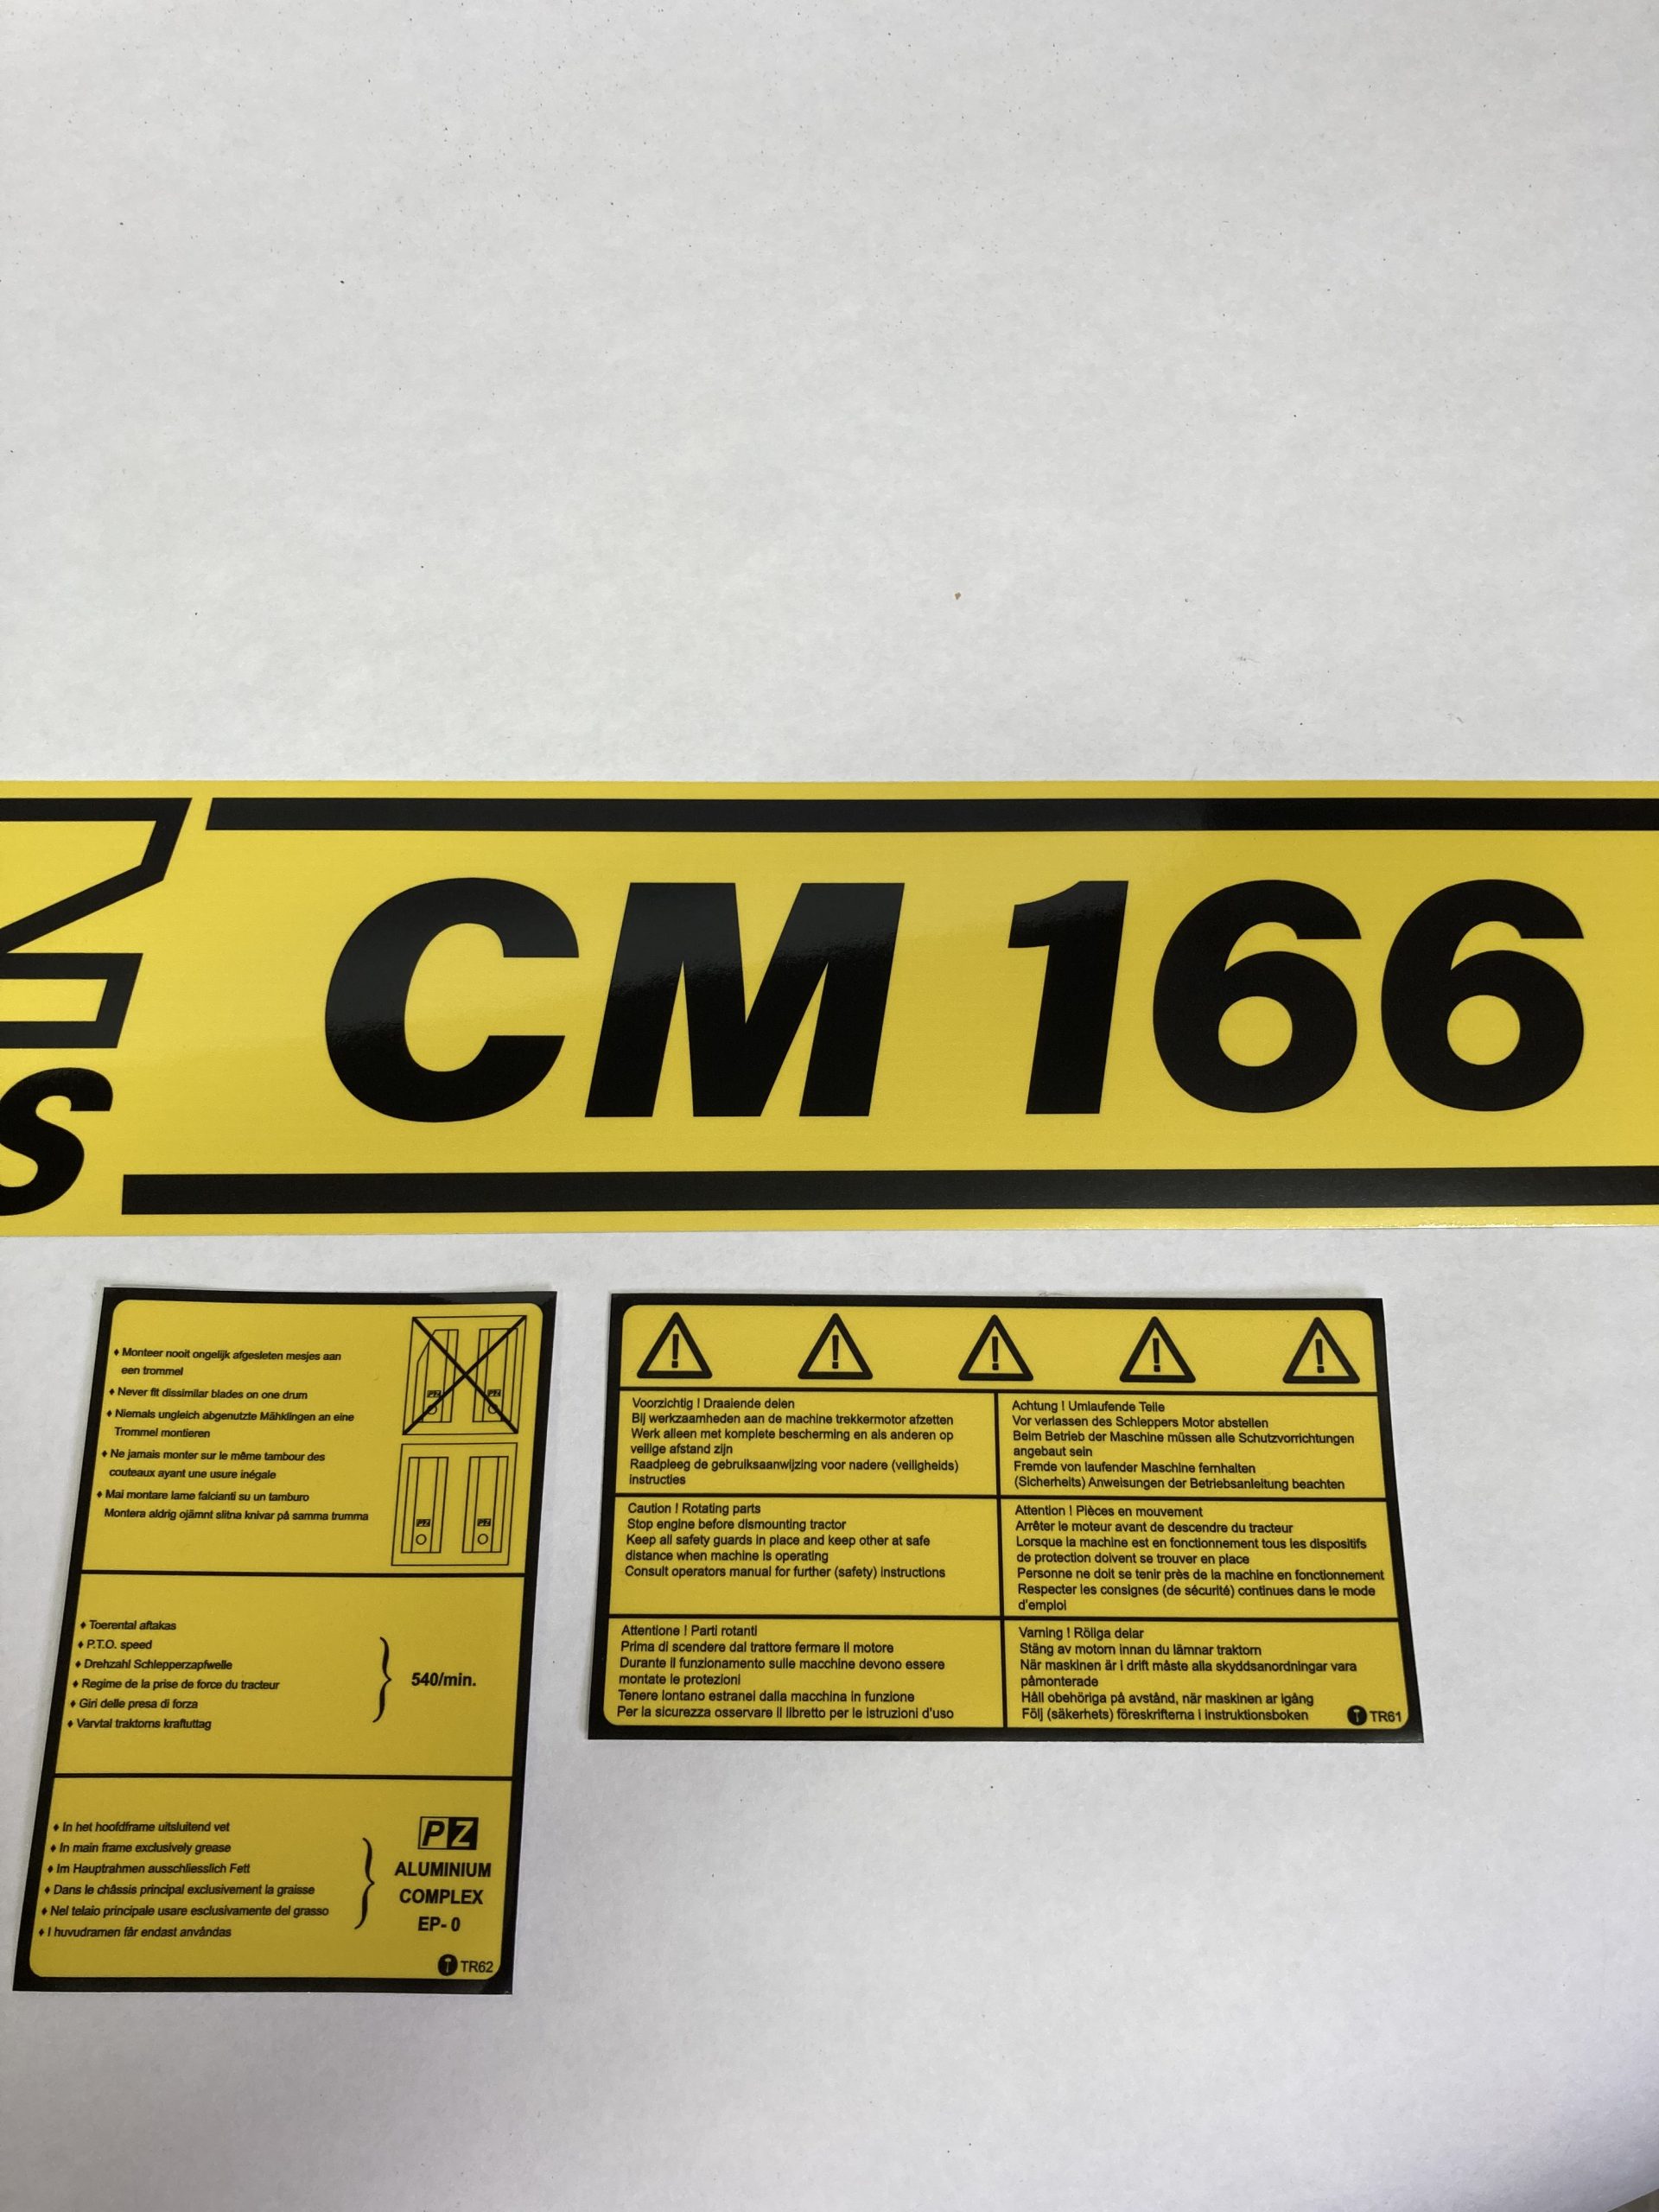 CM 166
S
♦ Monteer nooit ongelijk afgesleten mesjes aan
een trommel
♦ Never fit dissimilar blades on one drum
♦ Niemals ungleich abgenutzte Mähklingen an eine
Trommel montieren
♦ Ne jamais monter sur le même tambour des
couteaux ayant une usure inégale
♦ Mai montare lame falcianti su un tamburo
Montera aldrig ojämnt slitna knivar på samma trumma
PZ PZ
PZ PZ
♦ Toerental aftakas
♦ P.T.O. speed
♦ Drehzahl Schlepperzapfwelle
♦ Regime de la prise de force du tracteur
♦ Giri delle presa di forza
♦ Varvtal traktorns kraftuttag
540/min.
♦ In het hoofdframe uitsluitend vet
♦ In main frame exclusively grease
♦ Im Hauptrahmen ausschliesslich Fett
♦ Dans le châssis principal exclusivement la graisse
♦ Nel telaio principale usare esclusivamente del grasso
♦ I huvudramen får endast användas
PZ
ALUMINIUM
COMPLEX
EP- 0
TR62
Voorzichtig ! Draaiende delen
Bij werkzaamheden aan de machine trekkermotor afzetten
Werk alleen met komplete bescherming en als anderen op
veilige afstand zijn
Raadpleeg de gebruiksaanwijzing voor nadere (veiligheids)
instructies
Achtung ! Umlaufende Teile
Vor verlassen des Schleppers Motor abstellen
Beim Betrieb der Maschine müssen alle Schutzvorrichtungen
angebaut sein
Fremde von laufender Maschine fernhalten
(Sicherheits) Anweisungen der Betriebsanleitung beachten
Caution ! Rotating parts
Stop engine before dismounting tractor
Keep all safety guards in place and keep other at safe
distance when machine is operating
Consult operators manual for further (safety) instructions
Attention ! Pièces en mouvement
Arrêter le moteur avant de descendre du tracteur
Lorsque la machine est en fonctionnement tous les dispositifs
de protection doivent se trouver en place
Personne ne doit se tenir près de la machine en fonctionnement
Respecter les consignes (de sécurité) continues dans le mode
d'emploi
Attentione ! Parti rotanti
Prima di scendere dal trattore fermare il motore
Durante il funzionamento sulle macchine devono essere
montate le protezioni
Tenere lontano estranei dalla macchina in funzione
Per la sicurezza osservare il libretto per le istruzioni d'uso
Varning ! Röliga delar
Stäng av motorn innan du lämnar traktorn
När maskinen är i drift måste alla skyddsanordningar vara
påmonterade
Håll obehöriga på avstånd, när maskinen ar igång
Följ (säkerhets) föreskrifterna i instruktionsboken
TR61